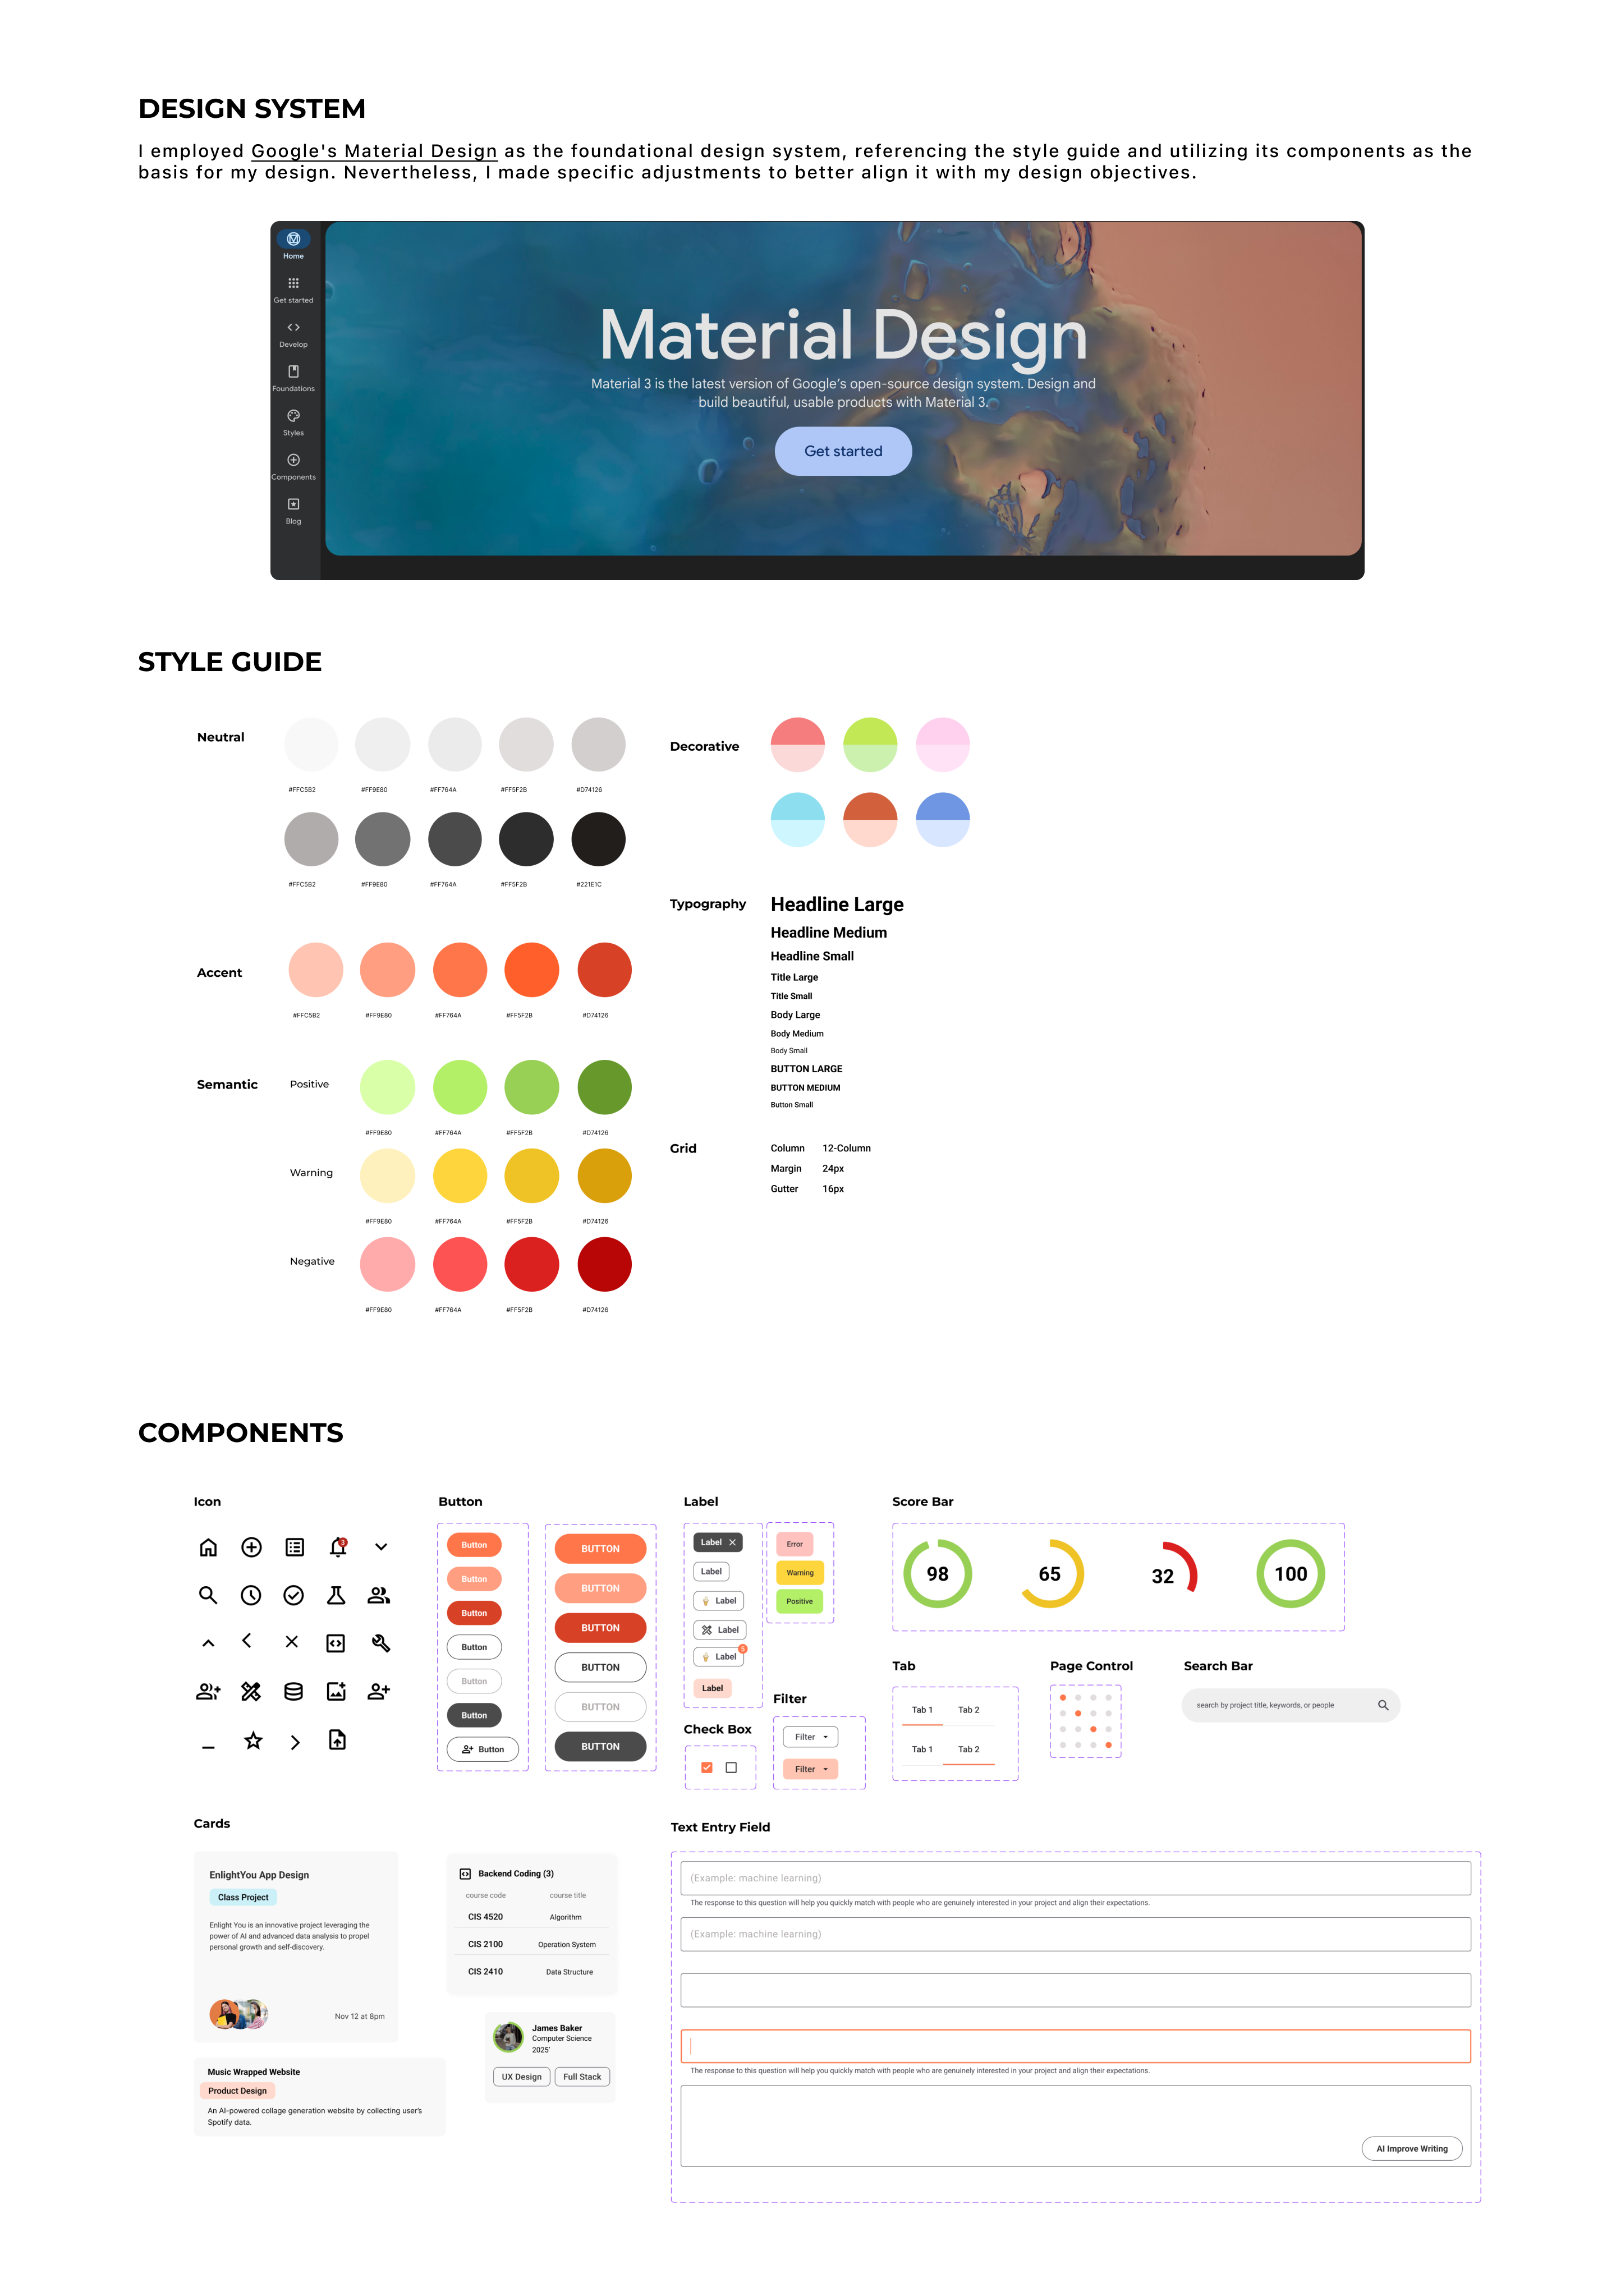 DESIGN SYSTEM
I employed Google's Material Design as the foundational design system, referencing the style guide and utilizing its components as the
basis for my design. Nevertheless, I made specific adjustments to better align it with my design objectives.
Home
Get started
Develop
Foundations
Styles
Components
Blog
Material Design
Material 3 is the latest version of Google's open-source design system. Design and
build beautiful, usable products with Material 3.
Get started
STYLE GUIDE
Neutral
#FFC5B2 #FF9E80 #FF764A #FF5F2B #D74126
#FFC5B2 #FF9E80 #FF764A #FF5F2B #221E1C
Accent
#FFC5B2 #FF9E80 #FF764A #FF5F2B #D74126
Semantic
Positive
#FF9E80 #FF764A #FF5F2B #D74126
Warning
#FF9E80 #FF764A #FF5F2B #D74126
Negative
#FF9E80 #FF764A #FF5F2B #D74126
Decorative
Typography
Headline Large
Headline Medium
Headline Small
Title Large
Title Small
Body Large
Body Medium
Body Small
BUTTON LARGE
BUTTON MEDIUM
Button Small
Grid
Column 12-Column
Margin 24px
Gutter 16px
COMPONENTS
Icon
3
Button
Button
Button
Button
Button
Button
Button
Button
BUTTON
BUTTON
BUTTON
BUTTON
BUTTON
BUTTON
Label
Label
Label
Label
Label
Label
5
Label
Error
Warning
Positive
Check Box
Filter
Filter
Filter
Score Bar
98
65
32
100
Tab
Tab 1 Tab 2
Tab 1 Tab 2
Page Control
Search Bar
search by project title, keywords, or people
Cards
EnlightYou App Design
Class Project
Enlight You is an innovative project leveraging the
power of AI and advanced data analysis to propel
personal growth and self-discovery.
Nov 12 at 8pm
Music Wrapped Website
Product Design
An AI-powered collage generation website by collecting user's
Spotify data.
Backend Coding (3)
course code course title
CIS 4520 Algorithm
CIS 2100 Operation System
CIS 2410 Data Structure
James Baker
Computer Science
2025'
UX Design
Full Stack
Text Entry Field
(Example: machine learning)
The response to this question will help you quickly match with people who are genuinely interested in your project and align their expectations.
(Example: machine learning)
The response to this question will help you quickly match with people who are genuinely interested in your project and align their expectations.
AI Improve Writing